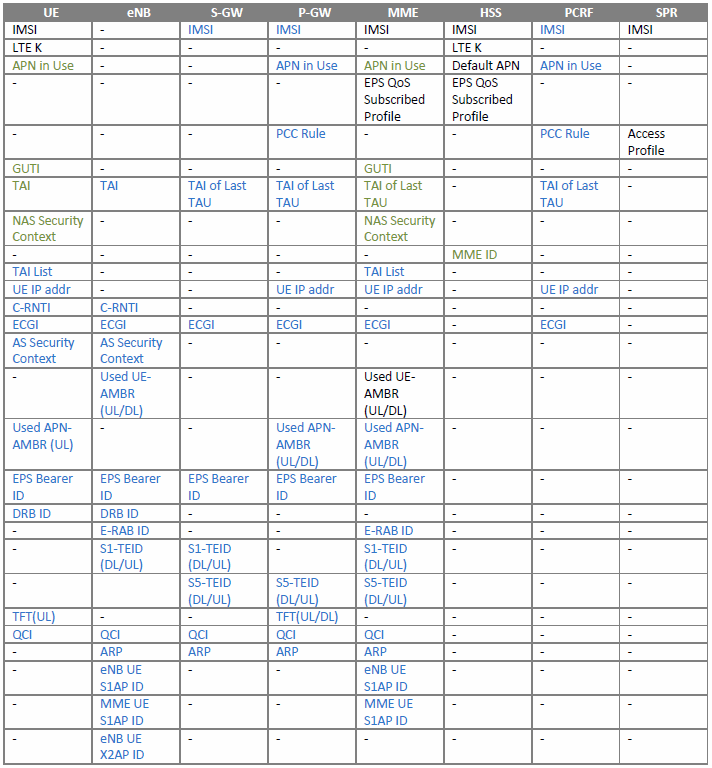 UE eNB S-GW P-GW MME HSS PCRF SPR
IMSI - IMSI IMSI IMSI IMSI IMSI IMSI
LTE K - - - - LTE K - -
APN in Use - - APN in Use APN in Use Default APN APN in Use -
- - - - EPS QoS EPS QoS - -
Subscribed Subscribed
Profile Profile
- - - PCC Rule - - PCC Rule Access
Profile
GUTI - - - GUTI - - -
TAI TAI TAI of Last TAI of Last TAI of Last - TAI of Last -
TAU TAU TAU TAU
NAS Security - - - NAS Security - - -
Context Context
- - - - - MME ID - -
TAI List - - - TAI List - - -
UE IP addr - - UE IP addr UE IP addr - UE IP addr -
C-RNTI C-RNTI - - - - - -
ECGI ECGI ECGI ECGI ECGI - ECGI -
AS Security AS Security - - - - - -
Context Context
- Used UE- - - Used UE- - - -
AMBR AMBR
(UL/DL) (UL/DL)
Used APN- - - Used APN- Used APN- - - -
AMBR (UL) AMBR AMBR
(UL/DL) (UL/DL)
EPS Bearer EPS Bearer EPS Bearer EPS Bearer EPS Bearer - - -
ID ID ID ID ID
DRB ID DRB ID - - - - - -
- E-RAB ID - - E-RAB ID - - -
- S1-TEID S1-TEID - S1-TEID - - -
(DL/UL) (DL/UL) (DL/UL)
- S5-TEID S5-TEID S5-TEID - - -
(DL/UL) (DL/UL) (DL/UL)
TFT(UL) - - TFT(UL/DL) - - - -
QCI QCI QCI QCI QCI - - -
- ARP ARP ARP ARP - - -
- eNB UE - - eNB UE - - -
S1AP ID S1AP ID
- MME UE - - MME UE - - -
S1AP ID S1AP ID
- eNB UE - - - - - -
X2AP ID